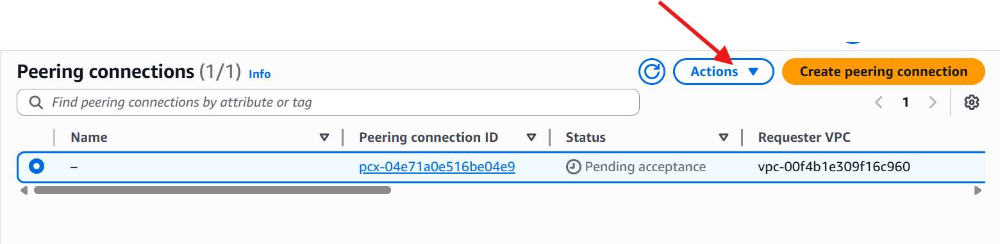 Peering connections (1/1) Info
Actions
Create peering connection
Find peering connections by attribute or tag
1
Name Peering connection ID Status Requester VPC
– pcx-04e71a0e516be04e9 Pending acceptance vpc-00f4b1e309f16c960